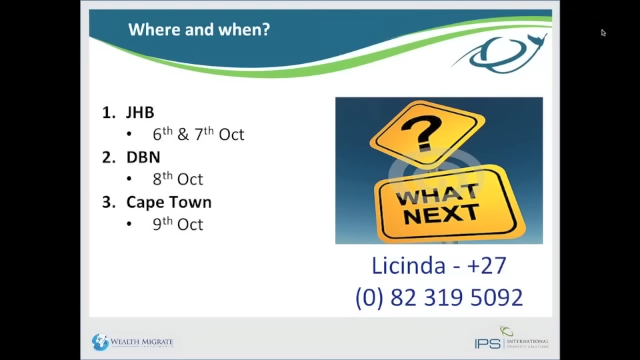 Where and when?
1. JHB
• 6th & 7th Oct
2. DBN
• 8th Oct
3. Cape Town
• 9th Oct
?
WHAT
NEXT
Licinda - +27
(0) 82 319 5092
WEALTH MIGRATE
IPS INTERNATIONAL